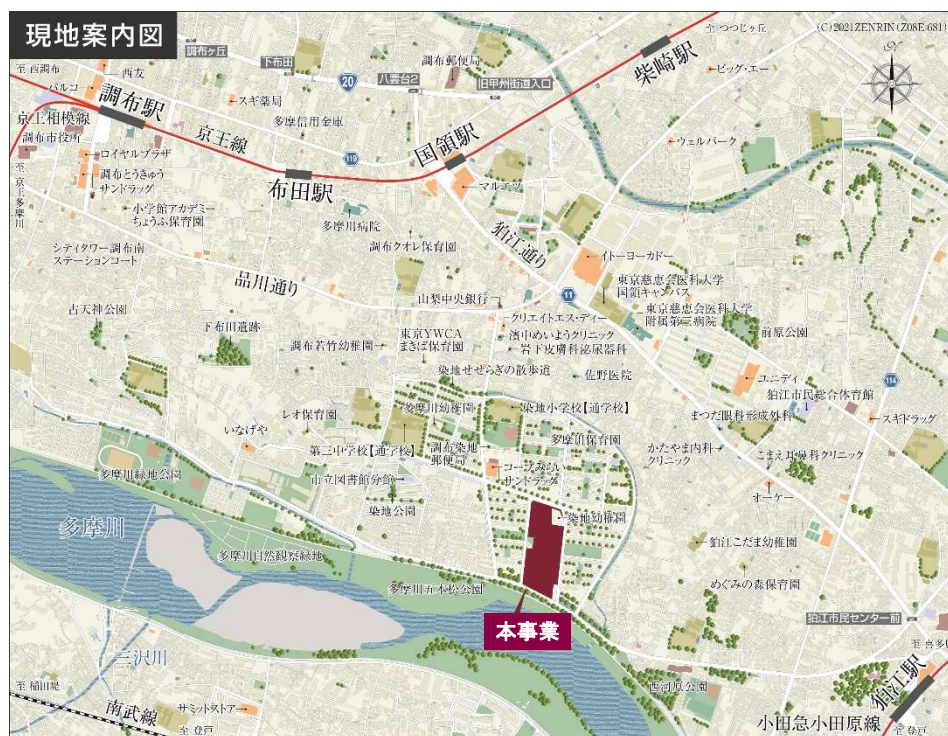 現地案内図
至 つつじヶ丘
(C)2021ZENRIN(Z08E-681)
調布ヶ丘
下布田
調布郵便局
柴崎駅
ビッグ・エー
至 西調布
西友
パルコ
20
八雲台2
旧甲州街道入口
調布駅
スギ薬局
京王相模線
多摩信用金庫
調布市役所
京王線
国領駅
ウェルパーク
ロイヤルプラザ
119
調布とうきゅう
サンドラッグ
布田駅
マルエツ
至 京王多摩川
小学館アカデミー
ちょうふ保育園
多摩川病院
調布クオレ保育園
狛江通り
シティタワー調布南
ステーションコート
イトーヨーカドー
品川通り
東京慈恵会医科大学
国領キャンパス
11
山梨中央銀行
東京慈恵会医科大学
附属第三病院
古天神公園
クリエイトエス・ディー
下布田遺跡
東京YWCA
まきば保育園
濱中めいようクリニック
前原公園
調布若竹幼稚園
岩下皮膚科泌尿器科
染地せせらぎの散歩道
佐野医院
ユニディ
114
狛江市民総合体育館
レオ保育園
多摩川幼稚園
染地小学校【通学校】
まつだ眼科形成外科
スギドラッグ
いなげや
多摩川保育園
第三中学校【通学校】
調布染地
郵便局
かたやま内科
クリニック
こまえ耳鼻科クリニック
多摩川緑地公園
市立図書館分館
コープみらい
サンドラッグ
オーケー
染地公園
染地幼稚園
多摩川
狛江こだま幼稚園
多摩川自然観察緑地
多摩川五本松公園
めぐみの森保育園
本事業
狛江市民センター前
三沢川
至 喜多見
狛江駅
至 稲田堤
西河原公園
南武線
サミットストアー
小田急小田原線
至 登戸
至 登戸